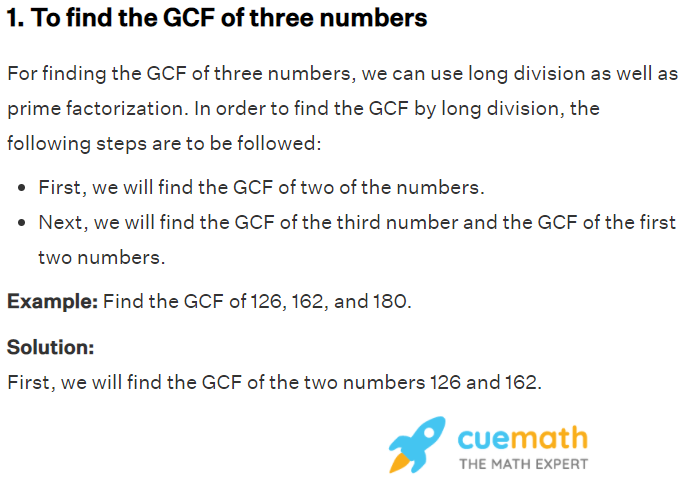 1. To find the GCF of three numbers
For finding the GCF of three numbers, we can use long division as well as
prime factorization. In order to find the GCF by long division, the
following steps are to be followed:
• First, we will find the GCF of two of the numbers.
• Next, we will find the GCF of the third number and the GCF of the first
two numbers.
Example: Find the GCF of 126, 162, and 180.
Solution:
First, we will find the GCF of the two numbers 126 and 162.
cuemath
THE MATH EXPERT